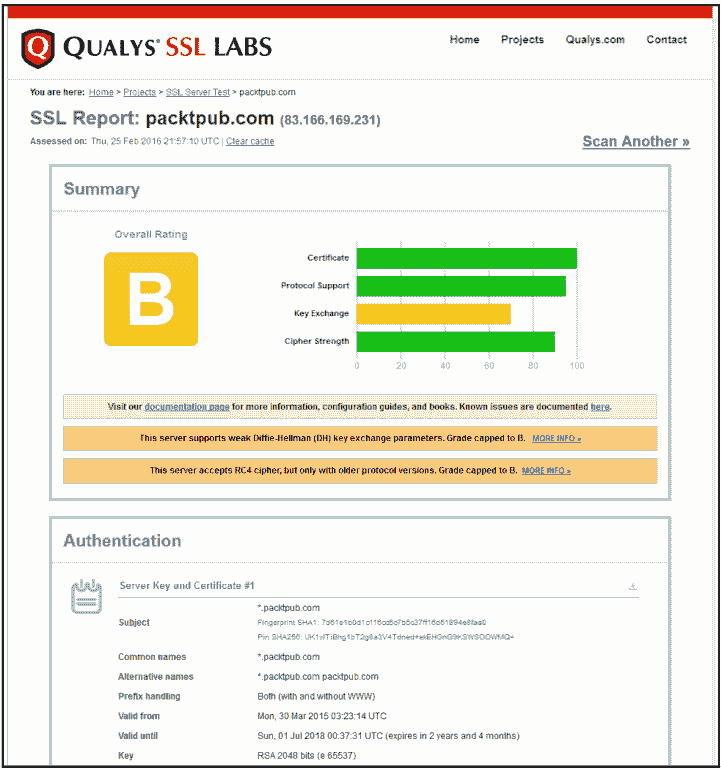 QUALYS® SSL LABS
Home Projects Qualys.com Contact
You are here: Home > Projects > SSL Server Test > packtpub.com
SSL Report: packtpub.com (83.166.169.231)
Assessed on: Thu, 25 Feb 2016 21:57:10 UTC | Clear cache
Scan Another »
Summary
Overall Rating
B
Certificate
Protocol Support
Key Exchange
Cipher Strength
0 20 40 60 80 100
Visit our documentation page for more information, configuration guides, and books. Known issues are documented here.
This server supports weak Diffie-Hellman (DH) key exchange parameters. Grade capped to B. MORE INFO »
This server accepts RC4 cipher, but only with older protocol versions. Grade capped to B. MORE INFO »
Authentication
Server Key and Certificate #1
Subject
*.packtpub.com
Fingerprint SHA1:
Pin SHA256:
Common names *.packtpub.com
Alternative names *.packtpub.com packtpub.com
Prefix handling Both (with and without WWW)
Valid from Mon, 30 Mar 2015 03:23:14 UTC
Valid until Sun, 01 Jul 2018 00:37:31 UTC (expires in 2 years and 4 months)
Key RSA 2048 bits (e 65537)